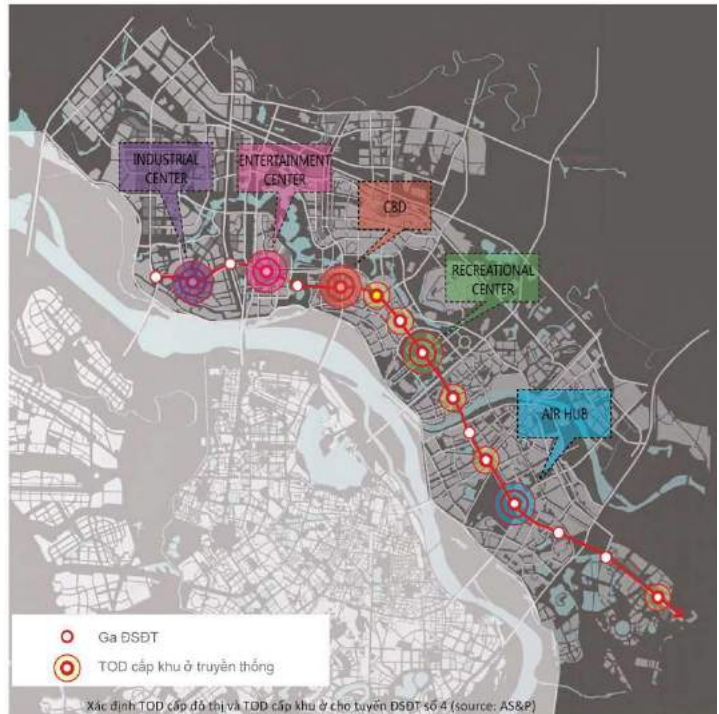 INDUSTRIAL
CENTER
ENTERTAINMENT
CENTER
CBD
RECREATIONAL
CENTER
AIR HUB
Ga ĐSĐT
TOD cấp khu ở truyền thống
Xác định TOD cấp đô thị và TOD cấp khu ở cho tuyến ĐSĐT số 4 (source: AS&P)